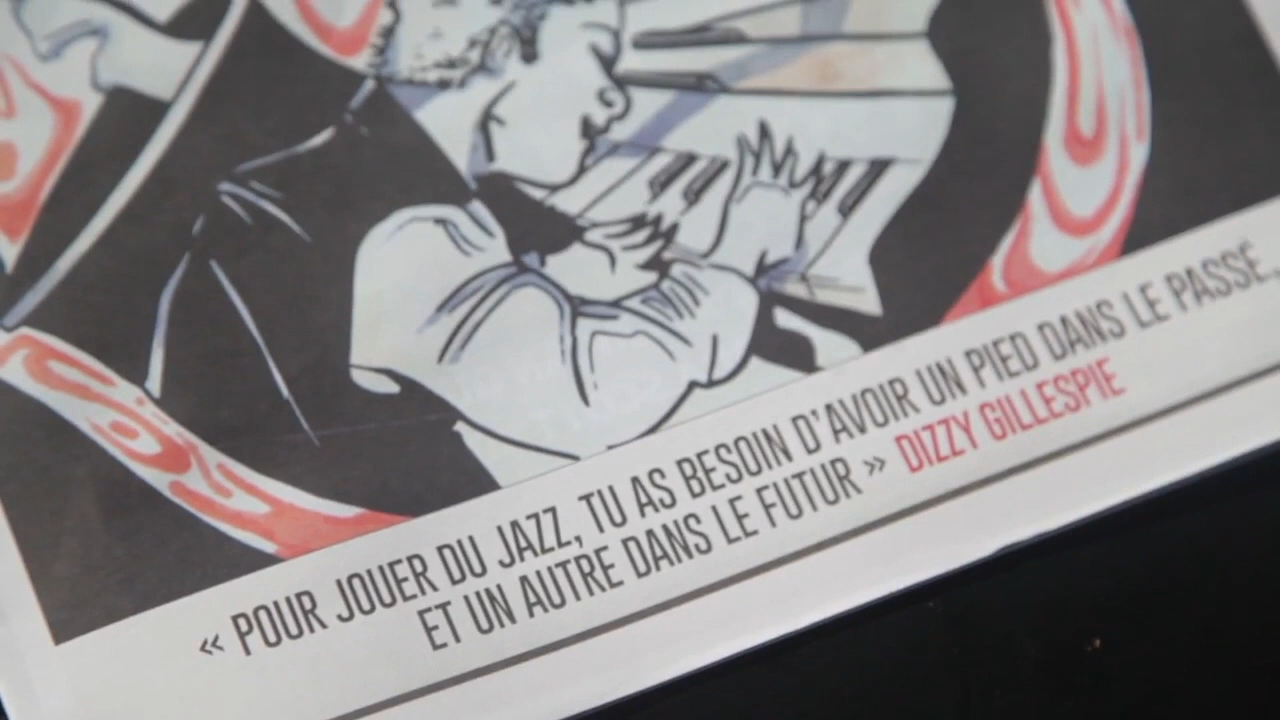 « POUR JOUER DU JAZZ, TU AS BESOIN D'AVOIR UN PIED DANS LE PASSÉ...
ET UN AUTRE DANS LE FUTUR » DIZZY GILLESPIE